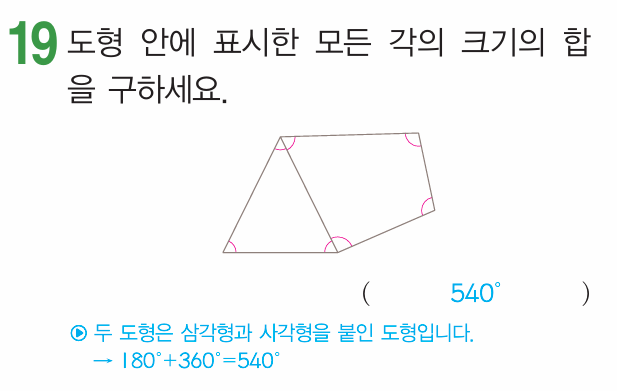 19 도형 안에 표시한 모든 각의 크기의 합
을 구하세요.
( 540° )
▶ 두 도형은 삼각형과 사각형을 붙인 도형입니다.
→ 180°+360°=540°